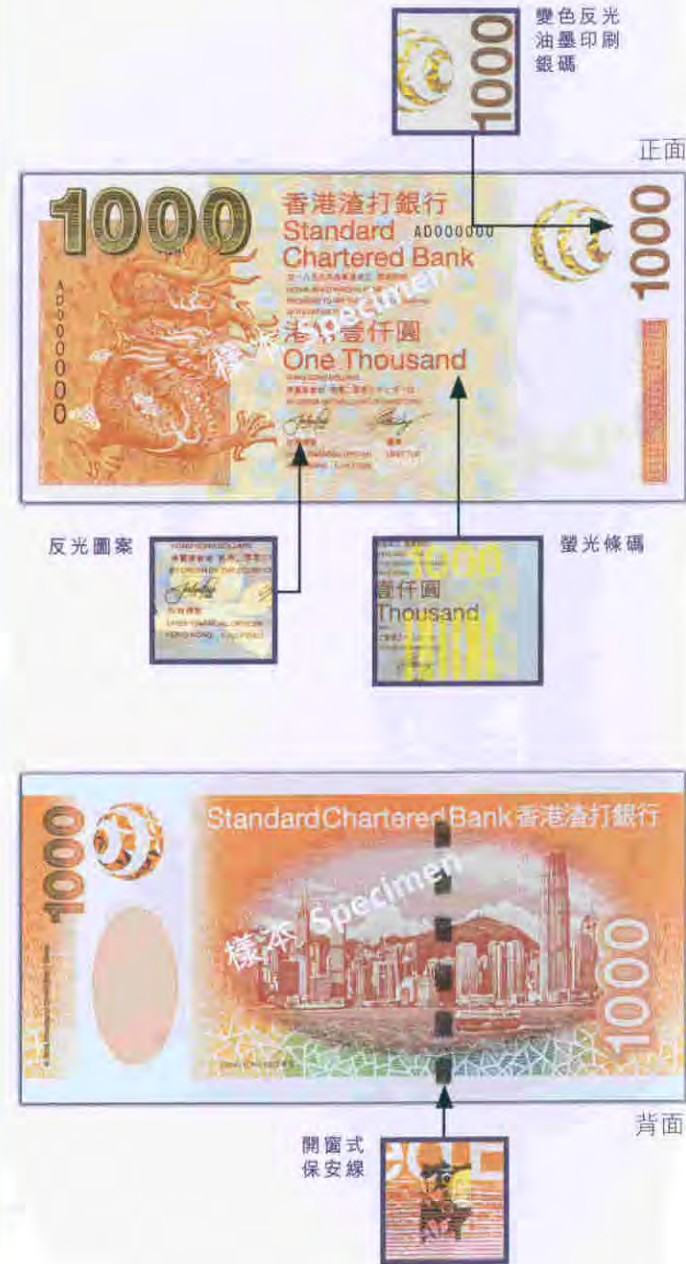 變色反光
油墨印刷
銀碼
1000
正面
1000
香港渣打銀行
Standard
Chartered Bank
AD000000
AD000000
港幣壹仟圓
One Thousand
樣本 Specimen
1000
反光圖案
螢光條碼
1000
壹仟圓
Thousand
1000
Standard Chartered Bank 香港渣打銀行
樣本 Specimen
1000
背面
開窗式
保安線